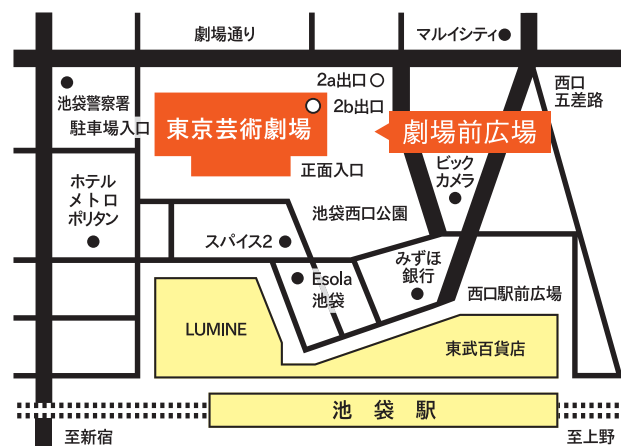 劇場通り
マルイシティ
池袋警察署
2a出口
2b出口
西口
五差路
駐車場入口
東京芸術劇場
劇場前広場
正面入口
ビック
カメラ
ホテル
メトロ
ポリタン
池袋西口公園
スパイス2
みずほ
銀行
Esola
池袋
西口駅前広場
LUMINE
東武百貨店
池袋駅
至新宿
至上野